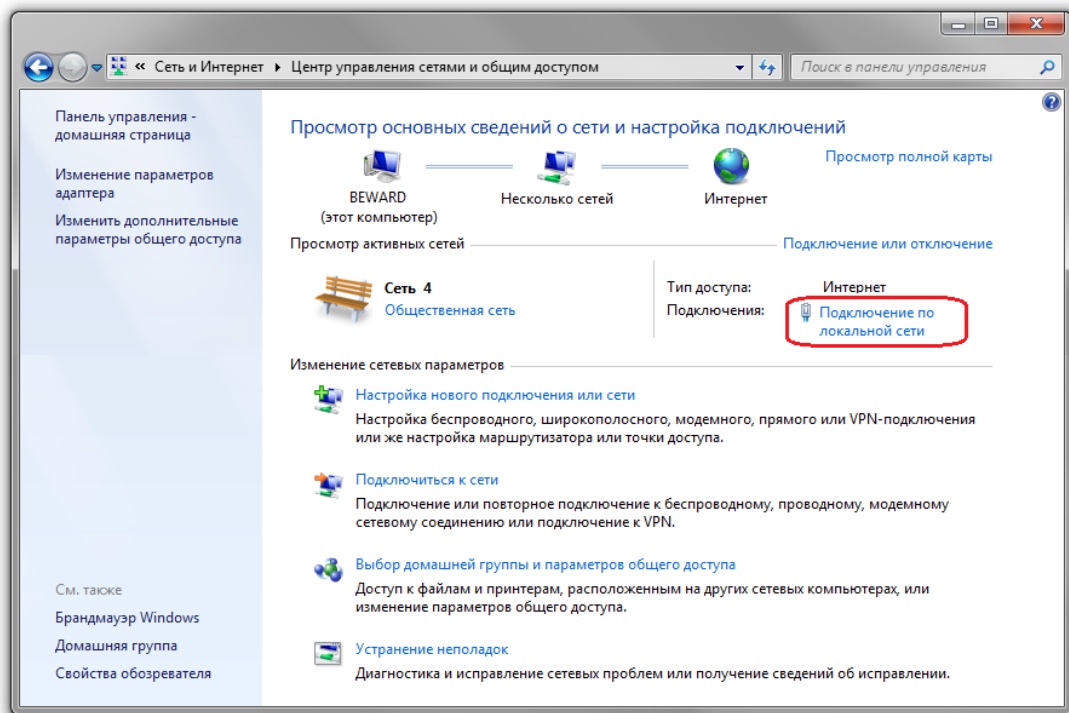 « Сеть и Интернет ▸ Центр управления сетями и общим доступом
Поиск в панели управления
Панель управления -
домашняя страница
Изменение параметров
адаптера
Изменить дополнительные
параметры общего доступа
См. также
Брандмауэр Windows
Домашняя группа
Свойства обозревателя
Просмотр основных сведений о сети и настройка подключений
Просмотр полной карты
BEWARD
(этот компьютер)
Несколько сетей
Интернет
Просмотр активных сетей
Подключение или отключение
Сеть 4
Общественная сеть
Тип доступа: Интернет
Подключения: Подключение по
локальной сети
Изменение сетевых параметров
Настройка нового подключения или сети
Настройка беспроводного, широкополосного, модемного, прямого или VPN-подключения
или же настройка маршрутизатора или точки доступа.
Подключиться к сети
Подключение или повторное подключение к беспроводному, проводному, модемному
сетевому соединению или подключение к VPN.
Выбор домашней группы и параметров общего доступа
Доступ к файлам и принтерам, расположенным на других сетевых компьютерах, или
изменение параметров общего доступа.
Устранение неполадок
Диагностика и исправление сетевых проблем или получение сведений об исправлении.